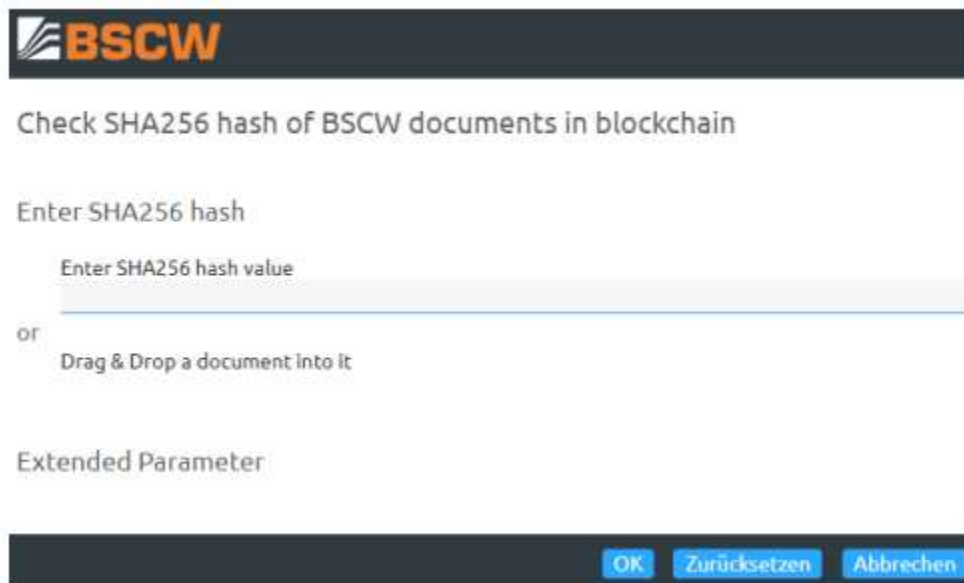 BSCW
Check SHA256 hash of BSCW documents in blockchain
Enter SHA256 hash
Enter SHA256 hash value
or
Drag & Drop a document into it
Extended Parameter
OK Zurücksetzen Abbrechen